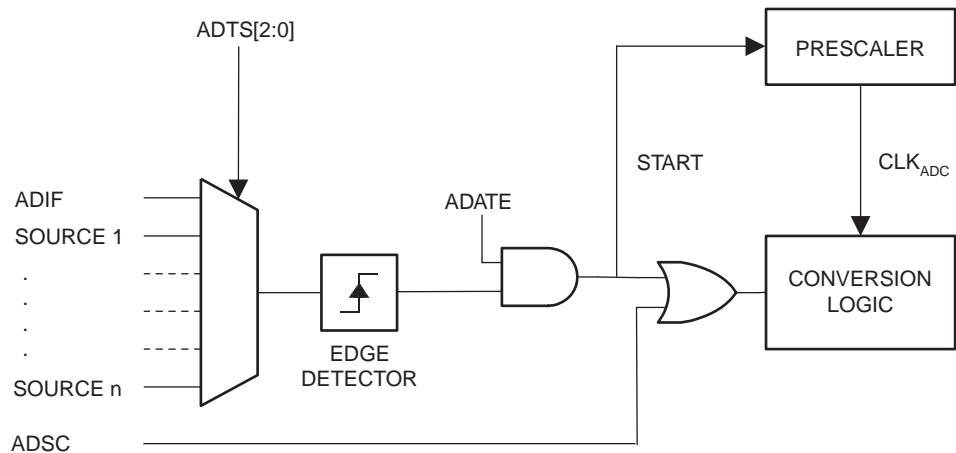 ADTS[2:0]
PRESCALER
START
CLKADC
ADIF
ADATE
SOURCE 1
.
.
.
.
CONVERSION
LOGIC
EDGE
DETECTOR
SOURCE n
ADSC